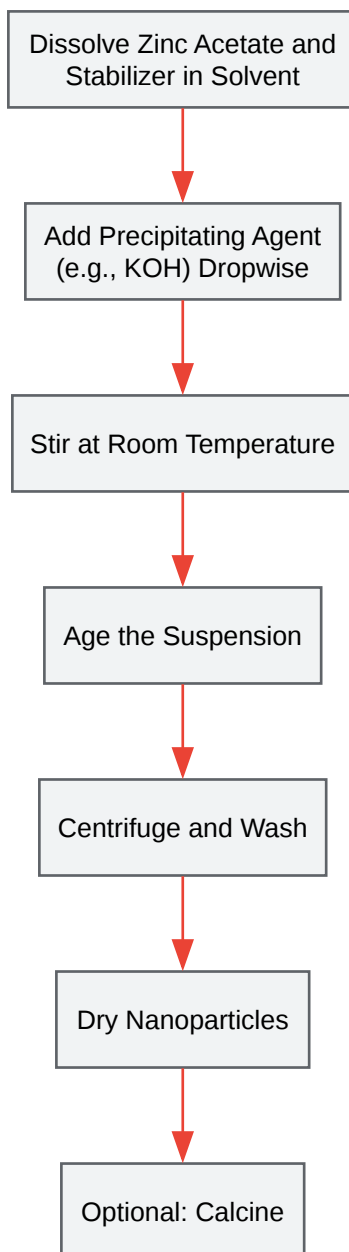 Dissolve Zinc Acetate and
Stabilizer in Solvent
Add Precipitating Agent
(e.g., KOH) Dropwise
Stir at Room Temperature
Age the Suspension
Centrifuge and Wash
Dry Nanoparticles
Optional: Calcine